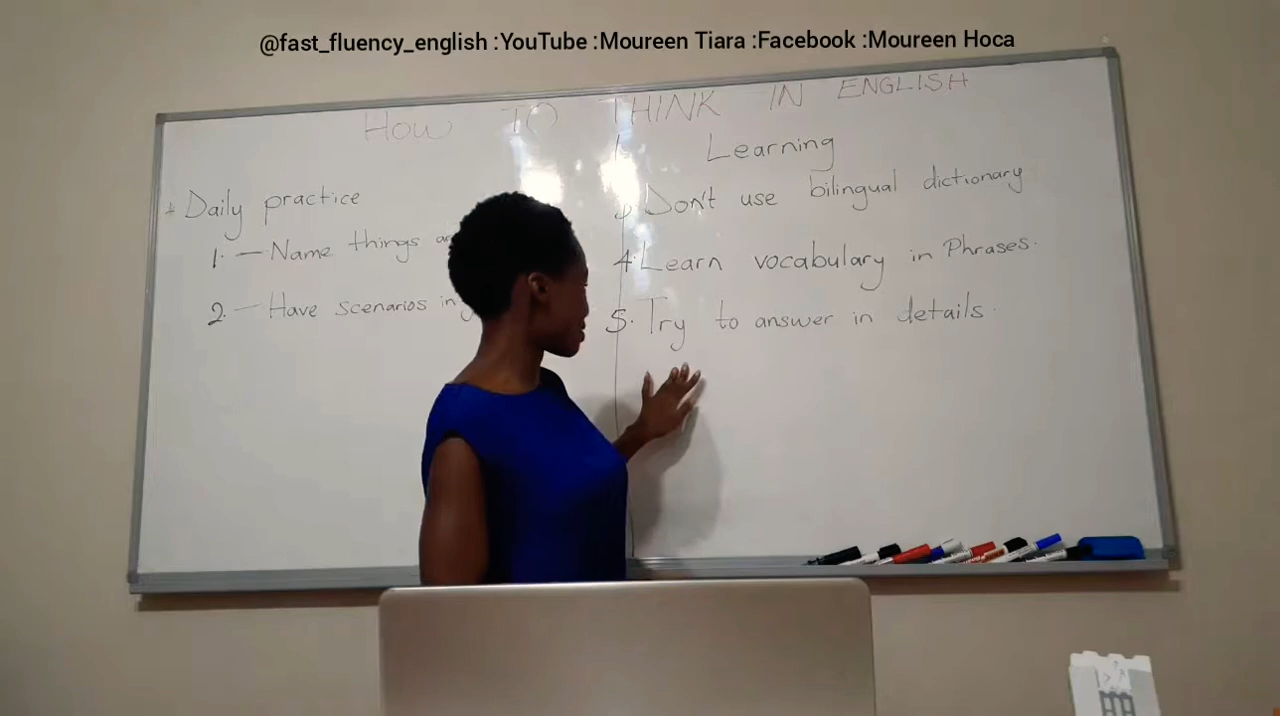 @fast_fluency_english :YouTube :Moureen Tiara :Facebook :Moureen Hoca
HOW TO THINK IN ENGLISH
Daily practice
1. — Name things
2 — Have scenarios in
Learning
Don't use bilingual dictionary
4. Learn vocabulary in Phrases.
5. Try to answer in details.